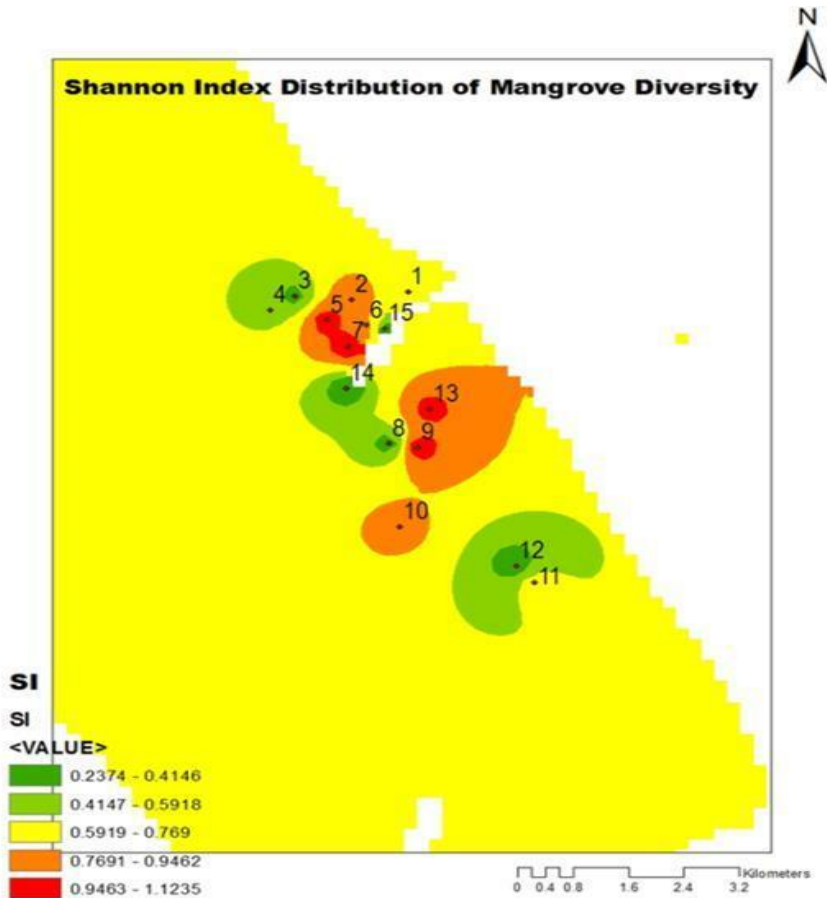 N
Shannon Index Distribution of Mangrove Diversity
1
3
2
4
5
6
15
7
14
13
8
9
10
12
11
SI
SI
<VALUE>
0.2374 - 0.4146
0.4147 - 0.5918
0.5919 - 0.769
0.7691 - 0.9462
0.9463 - 1.1235
Kilometers
0 0.4 0.8 1.6 2.4 3.2